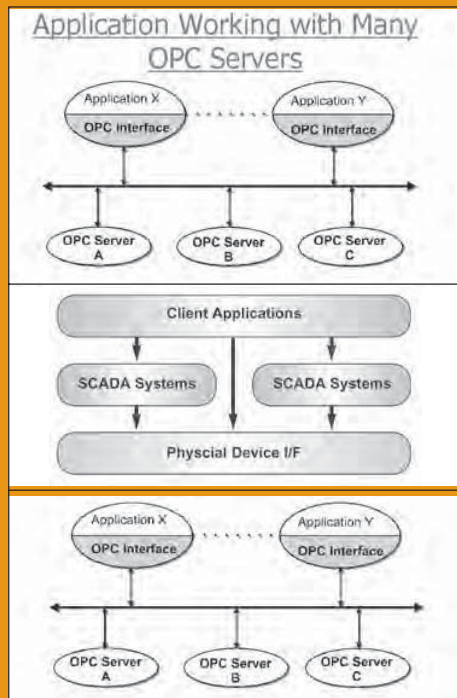 Application Working with Many
OPC Servers
Application X
Application Y
OPC Interface
OPC Interface
OPC Server
A
OPC Server
B
OPC Server
C
Client Applications
SCADA Systems
SCADA Systems
Physcial Device I/F
Application X
Application Y
OPC Interface
OPC Interface
OPC Server
A
OPC Server
B
OPC Server
C